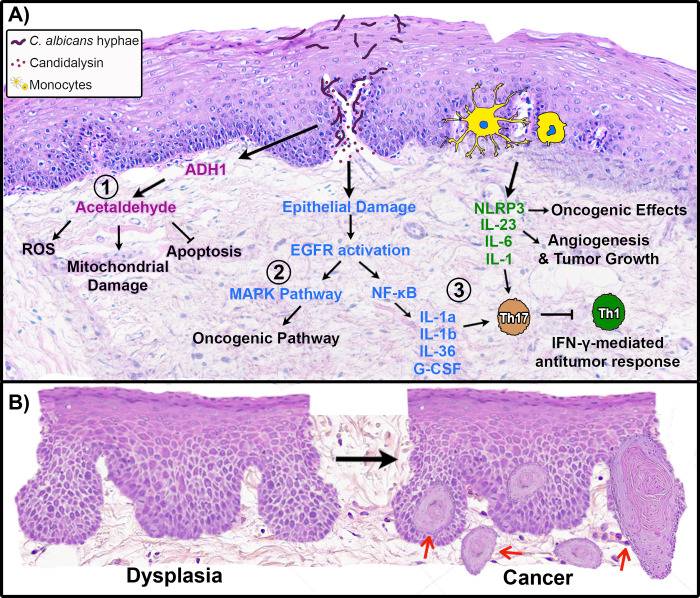 A)
C. albicans hyphae
Candidalysin
Monocytes
ADH1
1
Acetaldehyde
ROS
Mitochondrial
Damage
Apoptosis
Epithelial Damage
EGFR activation
2
MAPK Pathway
NF-κB
Oncogenic Pathway
IL-1a
IL-1b
IL-36
G-CSF
3
NLRP3
IL-23
IL-6
IL-1
Oncogenic Effects
Angiogenesis
& Tumor Growth
Th17
Th1
IFN-γ-mediated
antitumor response
B)
Dysplasia
Cancer